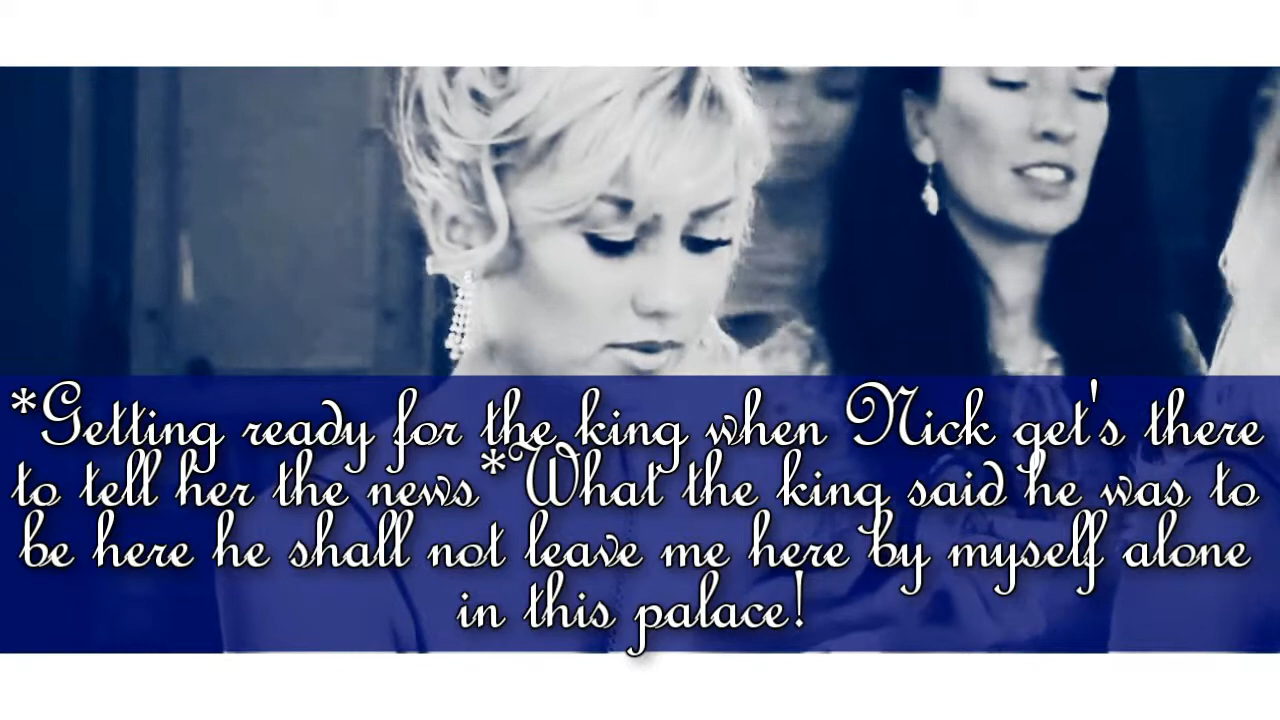 *Getting ready for the king when Nick get's there
to tell her the news*What the king said he was to
be here he shall not leave me here by myself alone
in this palace!